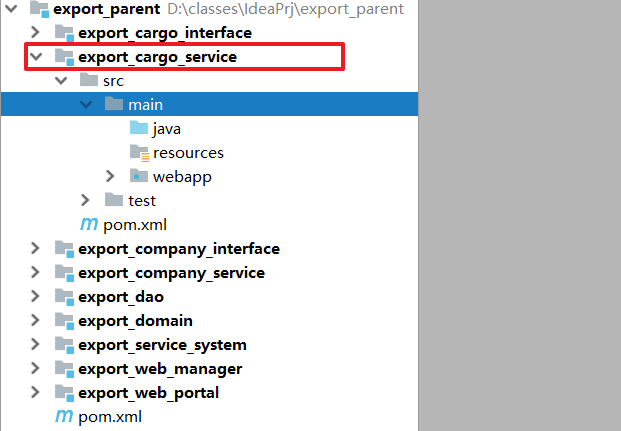 export_parent D:\classes\IdeaPrj\export_parent
export_cargo_interface
export_cargo_service
src
main
java
resources
webapp
test
m pom.xml
export_company_interface
export_company_service
export_dao
export_domain
export_service_system
export_web_manager
export_web_portal
m pom.xml